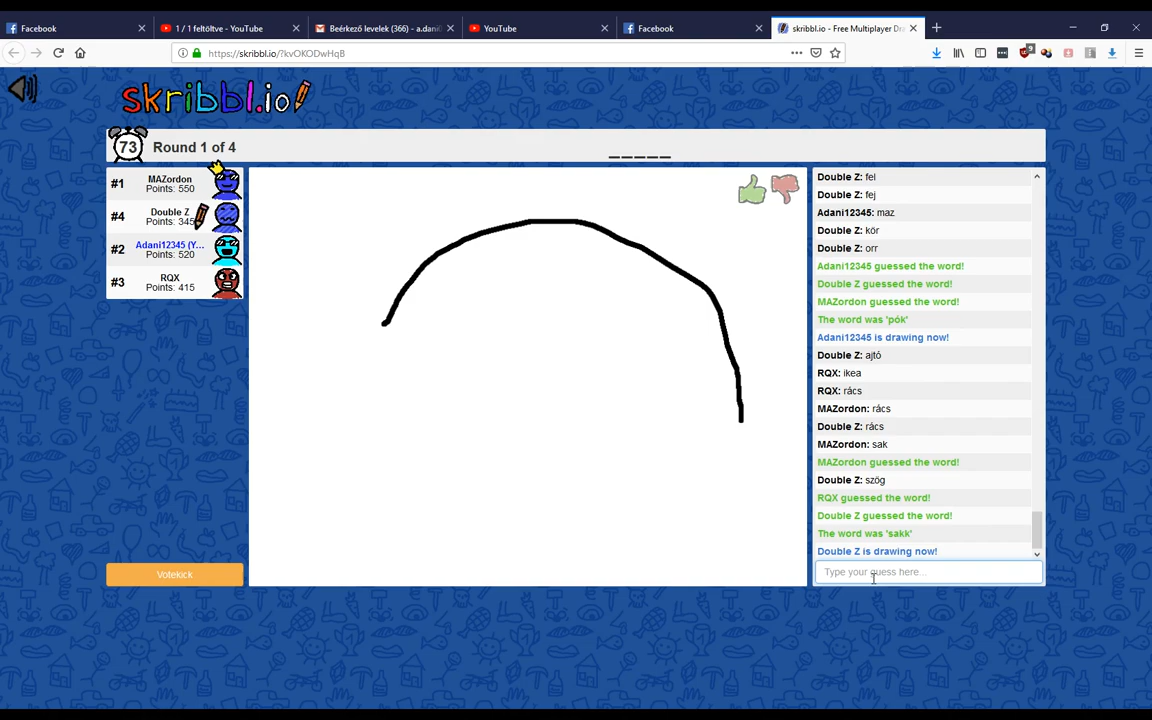 Facebook
1 / 1 feltöltve - YouTube
Beérkező levelek (366) – a.dani
YouTube
Facebook
skribbl.io - Free Multiplayer Dra
https://skribbl.io/?kvOKODwHqB
9
skribbl.io
73
Round 1 of 4
_____
#1
MAZordon
Points: 550
#4
Double Z
Points: 345
#2
Adani12345 (Y...
Points: 520
#3
RQX
Points: 415
Votekick
Double Z: fel
Double Z: fej
Adani12345: maz
Double Z: kör
Double Z: orr
Adani12345 guessed the word!
Double Z guessed the word!
MAZordon guessed the word!
The word was 'pók'
Adani12345 is drawing now!
Double Z: ajtó
RQX: ikea
RQX: rács
MAZordon: rács
Double Z: rács
MAZordon: sak
MAZordon guessed the word!
Double Z: szög
RQX guessed the word!
Double Z guessed the word!
The word was 'sakk'
Double Z is drawing now!
Type your guess here...